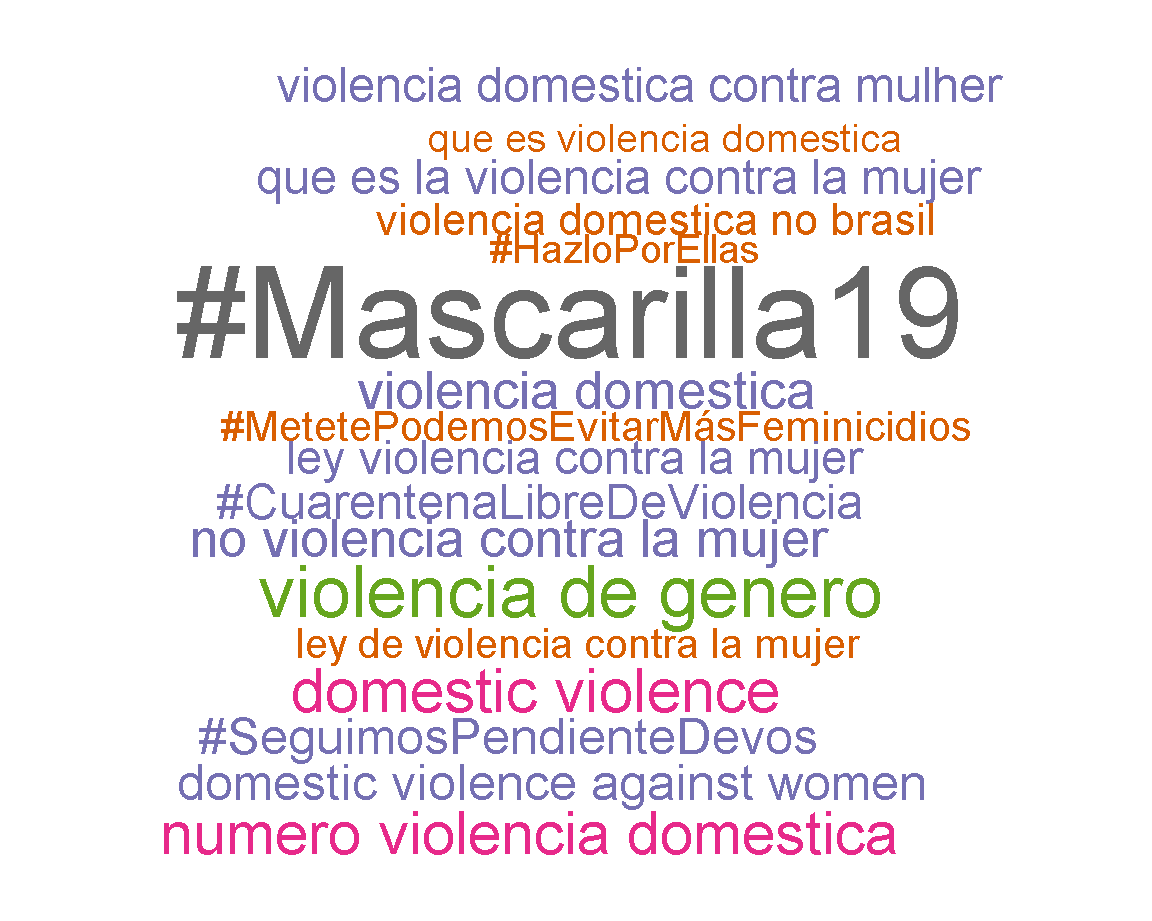 violencia domestica contra mulher
que es violencia domestica
que es la violencia contra la mujer
violencia domestica no brasil
#HazloPorEllas
#Mascarilla19
violencia domestica
#MetetePodemosEvitarMásFeminicidios
ley violencia contra la mujer
#CuarentenaLibreDeViolencia
no violencia contra la mujer
violencia de genero
ley de violencia contra la mujer
domestic violence
#SeguimosPendienteDevos
domestic violence against women
numero violencia domestica